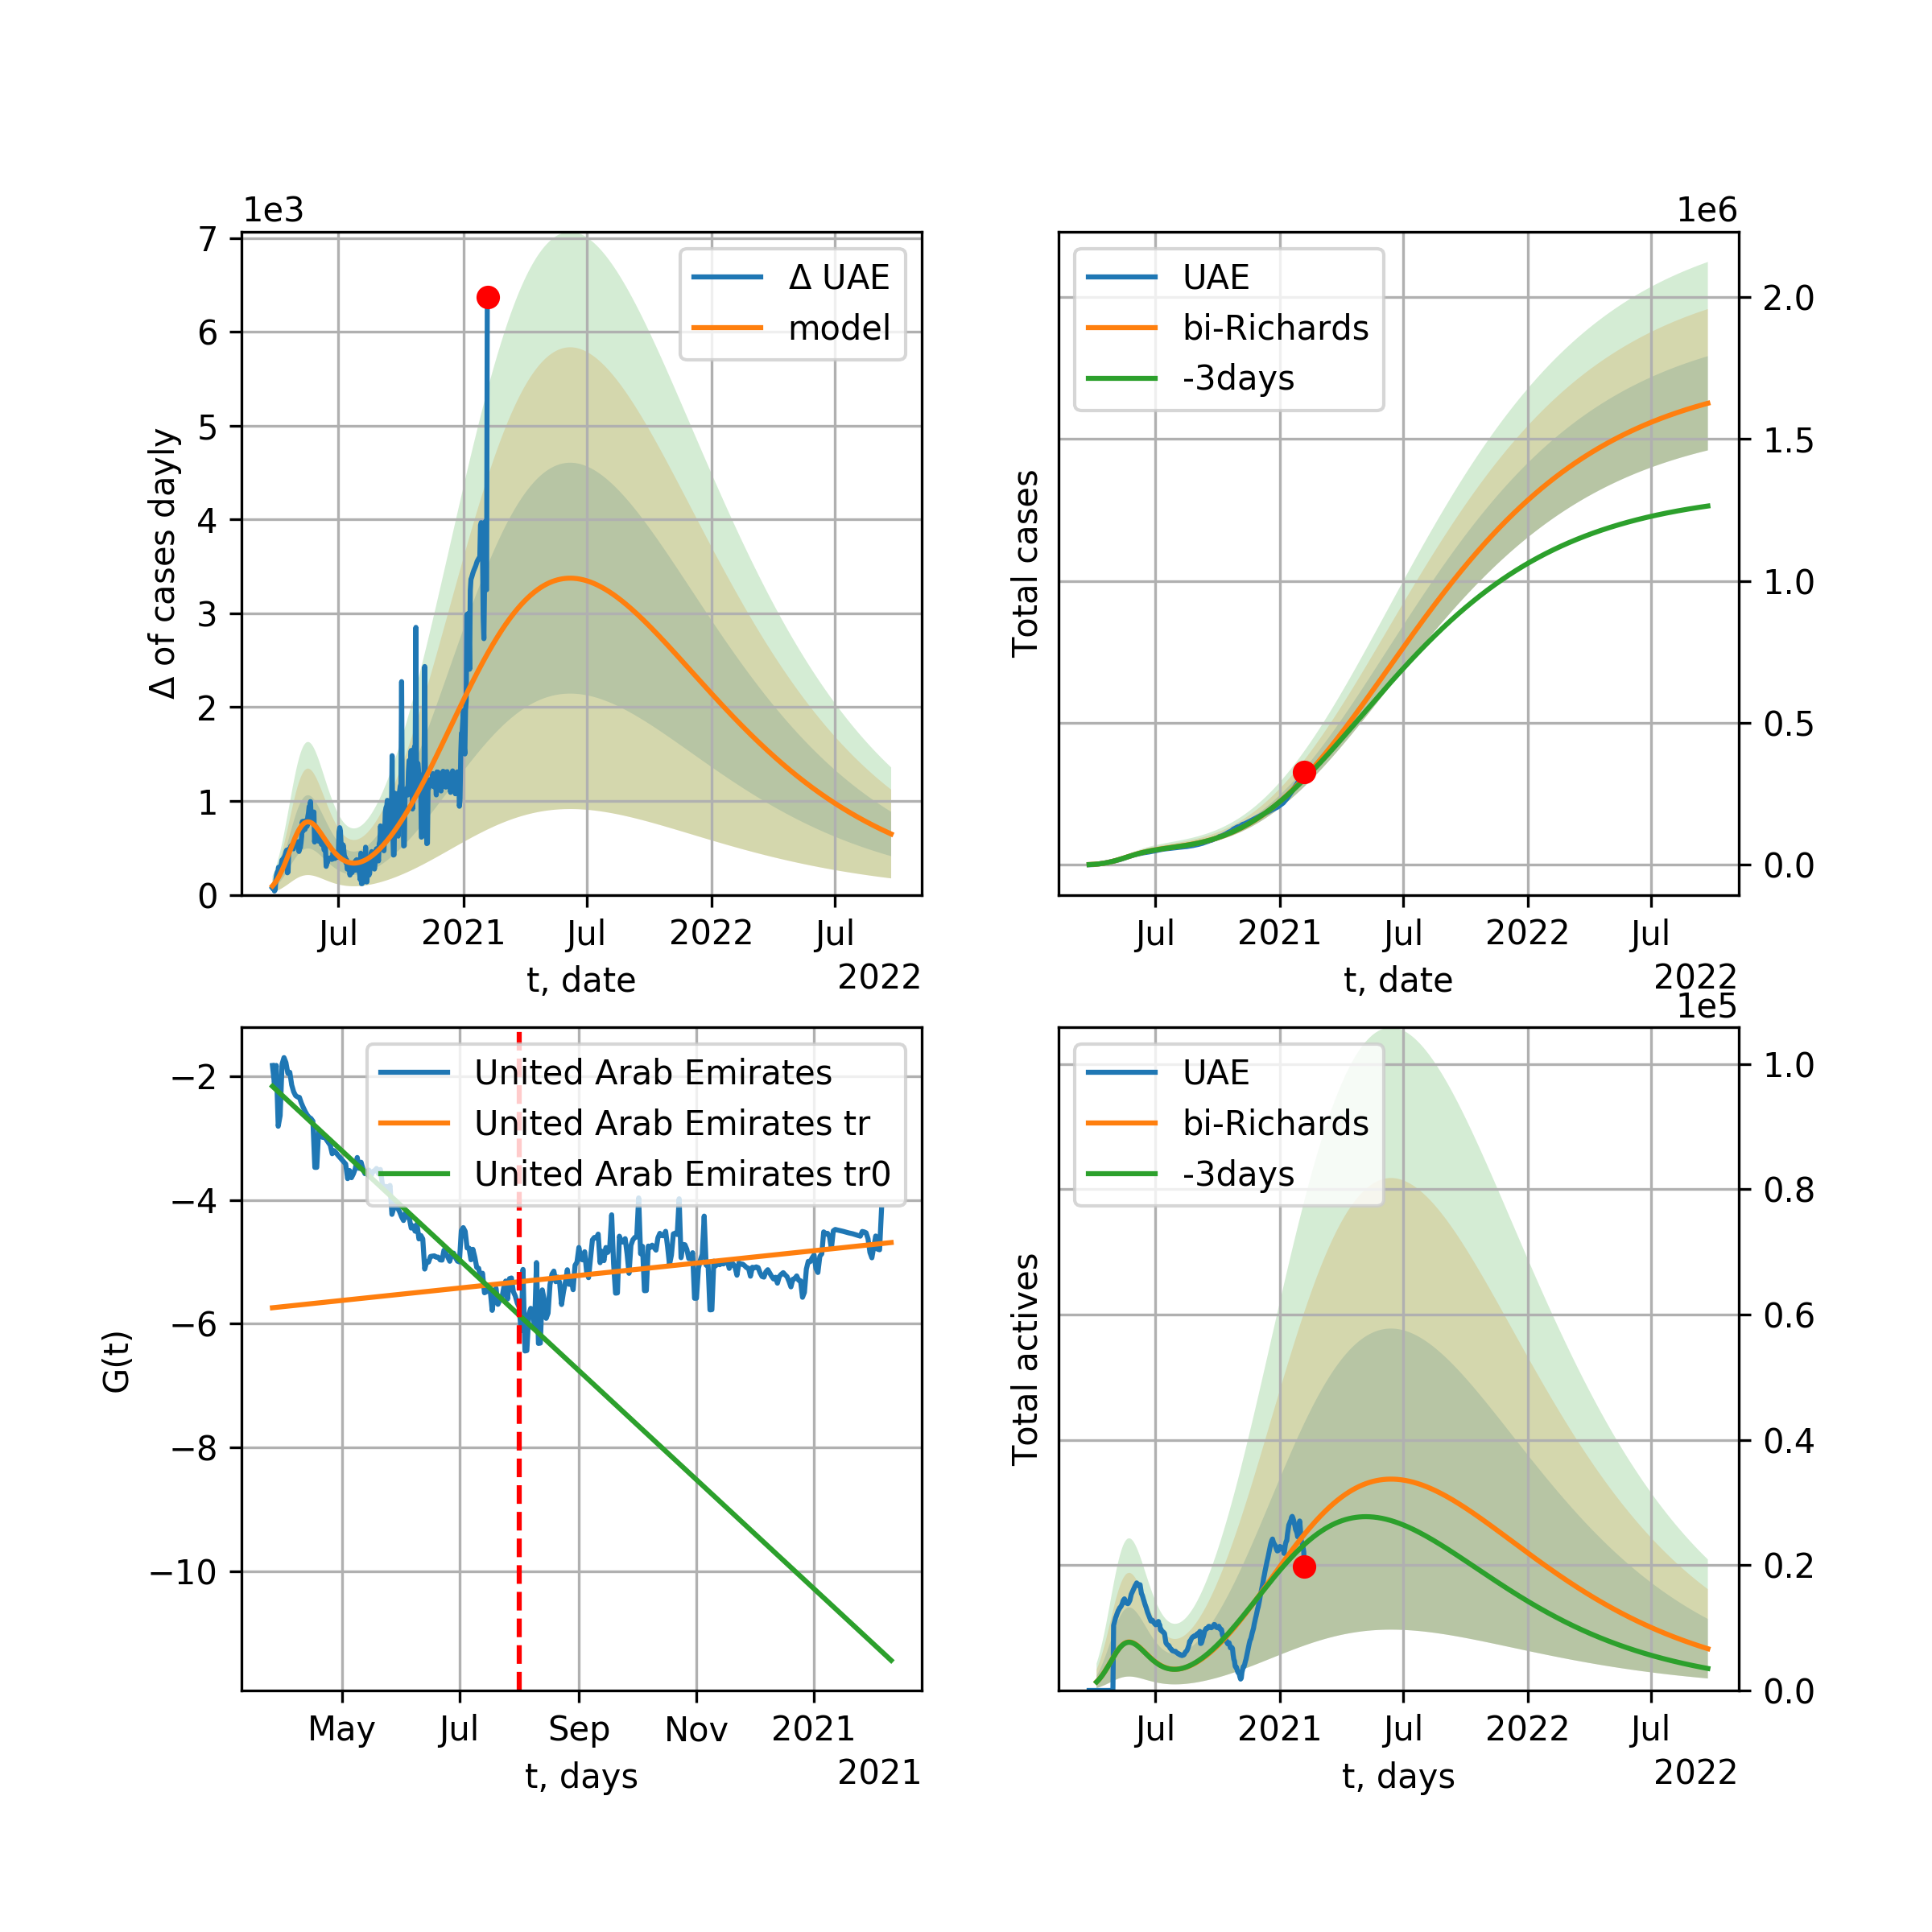 1e3
7
6
5
4
3
2
1
0
Δ of cases dayly
Δ UAE
model
Jul
2021
Jul
2022
Jul
t, date
2022
1e6
UAE
bi-Richards
-3days
Total cases
2.0
1.5
1.0
0.5
0.0
Jul
2021
Jul
2022
Jul
t, date
2022
−2
−4
−6
−8
−10
G(t)
United Arab Emirates
United Arab Emirates tr
United Arab Emirates tr0
May
Jul
Sep
Nov
2021
t, days
2021
1e5
UAE
bi-Richards
-3days
Total actives
1.0
0.8
0.6
0.4
0.2
0.0
Jul
2021
Jul
2022
Jul
t, days
2022